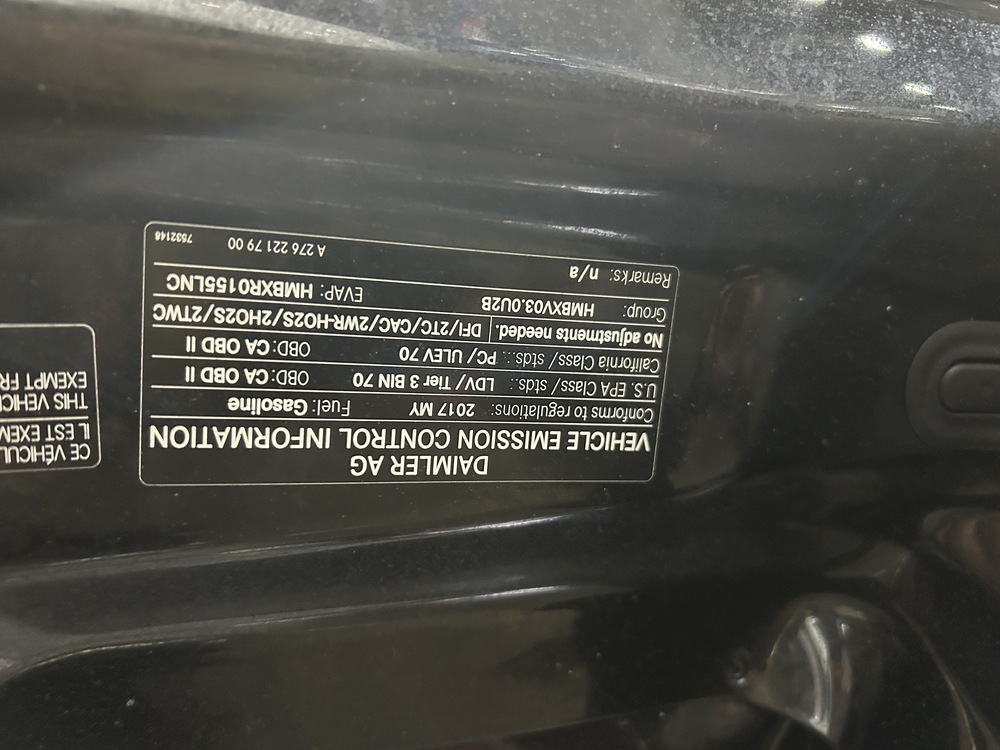 DAIMLER AG
VEHICLE EMISSION CONTROL INFORMATION
Conforms to regulations: 2017 MY Fuel: Gasoline
U.S. EPA Class/ stds.: LDV/ Tier 3 BIN 70 OBD: CA OBD II
California Class/ stds.: PC/ ULEV 70 OBD: CA OBD II
No adjustments needed. DFI/2TC/CAC/2WR-HO2S/2HO2S/2TWC
Group: HMBXV03.0U2B EVAP: HMBXR0155LNC
Remarks: n/a
A 276 221 79 00 7532148
CE VÉHICUL
IL EST EXEM
THIS VEHIC
EXEMPT FR